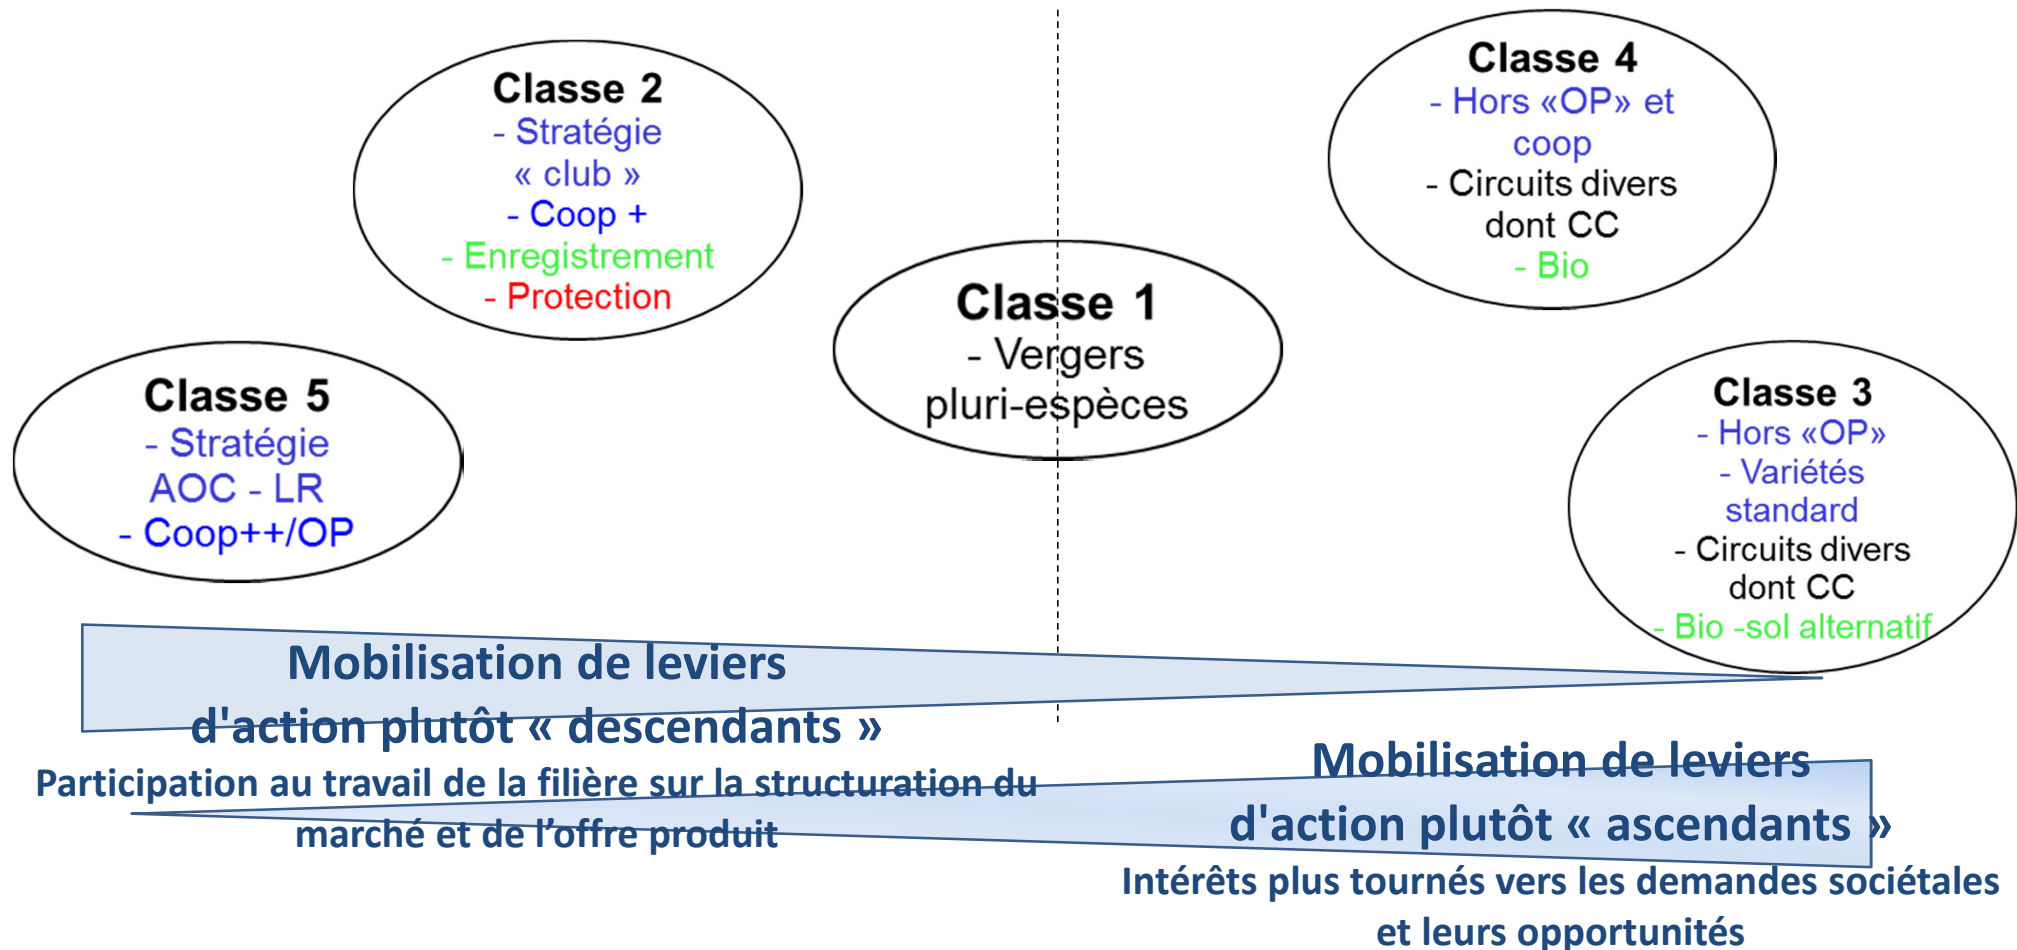 Classe 2
- Stratégie
« club »
- Coop +
- Enregistrement
- Protection
Classe 4
- Hors «OP» et
coop
- Circuits divers
dont CC
- Bio
Classe 1
- Vergers
pluri-espèces
Classe 5
- Stratégie
AOC - LR
- Coop++/OP
Classe 3
- Hors «OP»
- Variétés
standard
- Circuits divers
dont CC
- Bio -sol alternatif
Mobilisation de leviers
d'action plutôt « descendants »
Participation au travail de la filière sur la structuration du
marché et de l’offre produit
Mobilisation de leviers
d'action plutôt « ascendants »
Intérêts plus tournés vers les demandes sociétales
et leurs opportunités